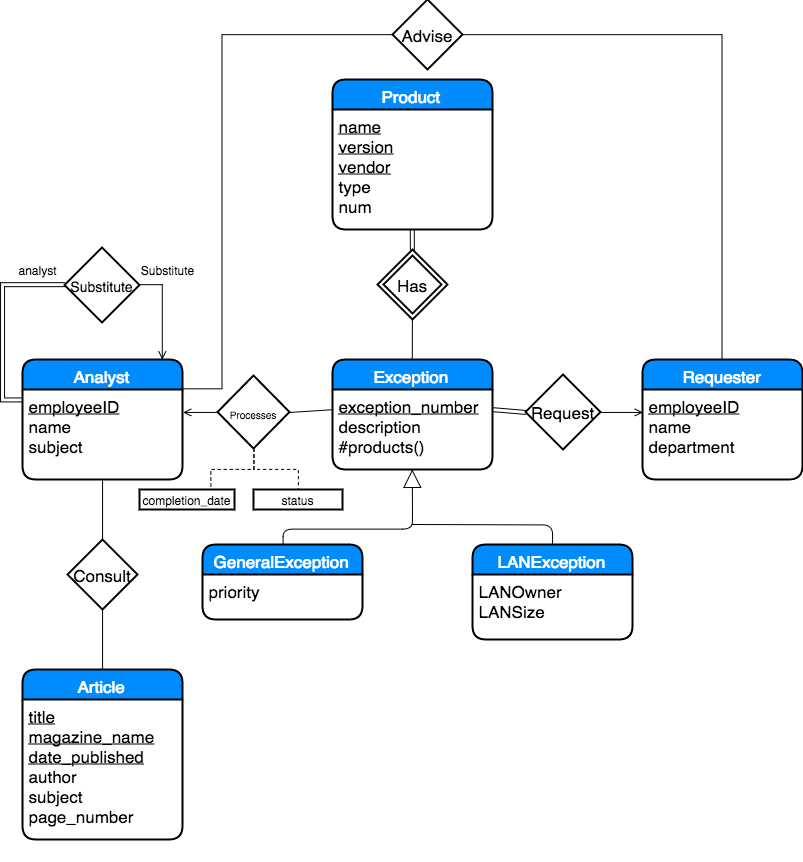 Advise
Product
name
version
vendor
type
num
analyst
Substitute
Substitute
Has
Analyst
employeeID
name
subject
Processes
Exception
exception_number
description
#products()
Request
Requester
employeeID
name
department
completion_date
status
Consult
GeneralException
priority
LANException
LANOwner
LANSize
Article
title
magazine_name
date_published
author
subject
page_number